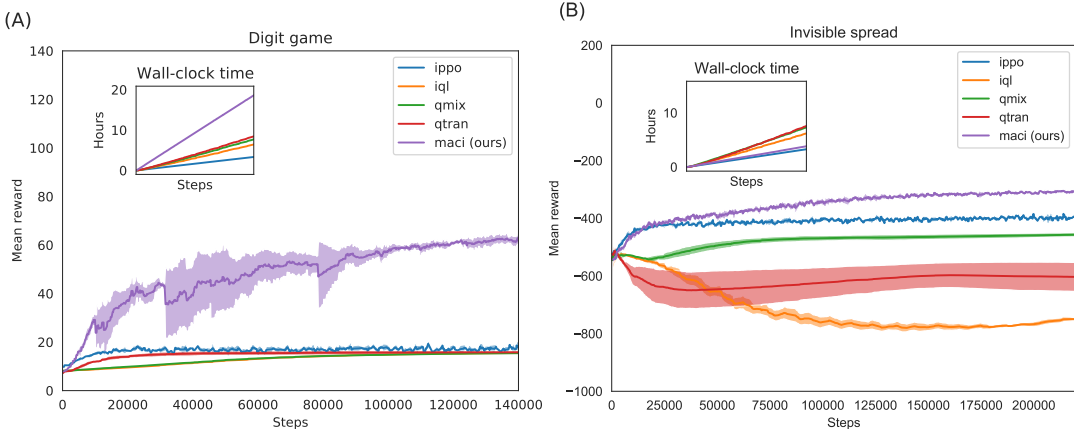 (A)
Digit game
140
120
100
80
60
40
20
0
Mean reward
0 20000 40000 60000 80000 100000 120000 140000
Steps
Wall-clock time
20
10
0
Hours
Steps
ippo
iql
qmix
qtran
maci (ours)
(B)
Invisible spread
200
0
−200
−400
−600
−800
−1000
Mean reward
0 25000 50000 75000 100000 125000 150000 175000 200000
Steps
Wall-clock time
10
0
Hours
Steps
ippo
iql
qmix
qtran
maci (ours)